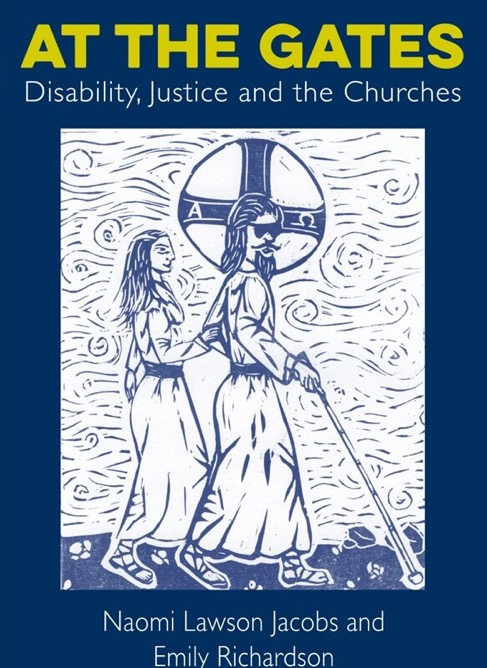 AT THE GATES
Disability, Justice and the Churches
Α Ω
Naomi Lawson Jacobs and
Emily Richardson